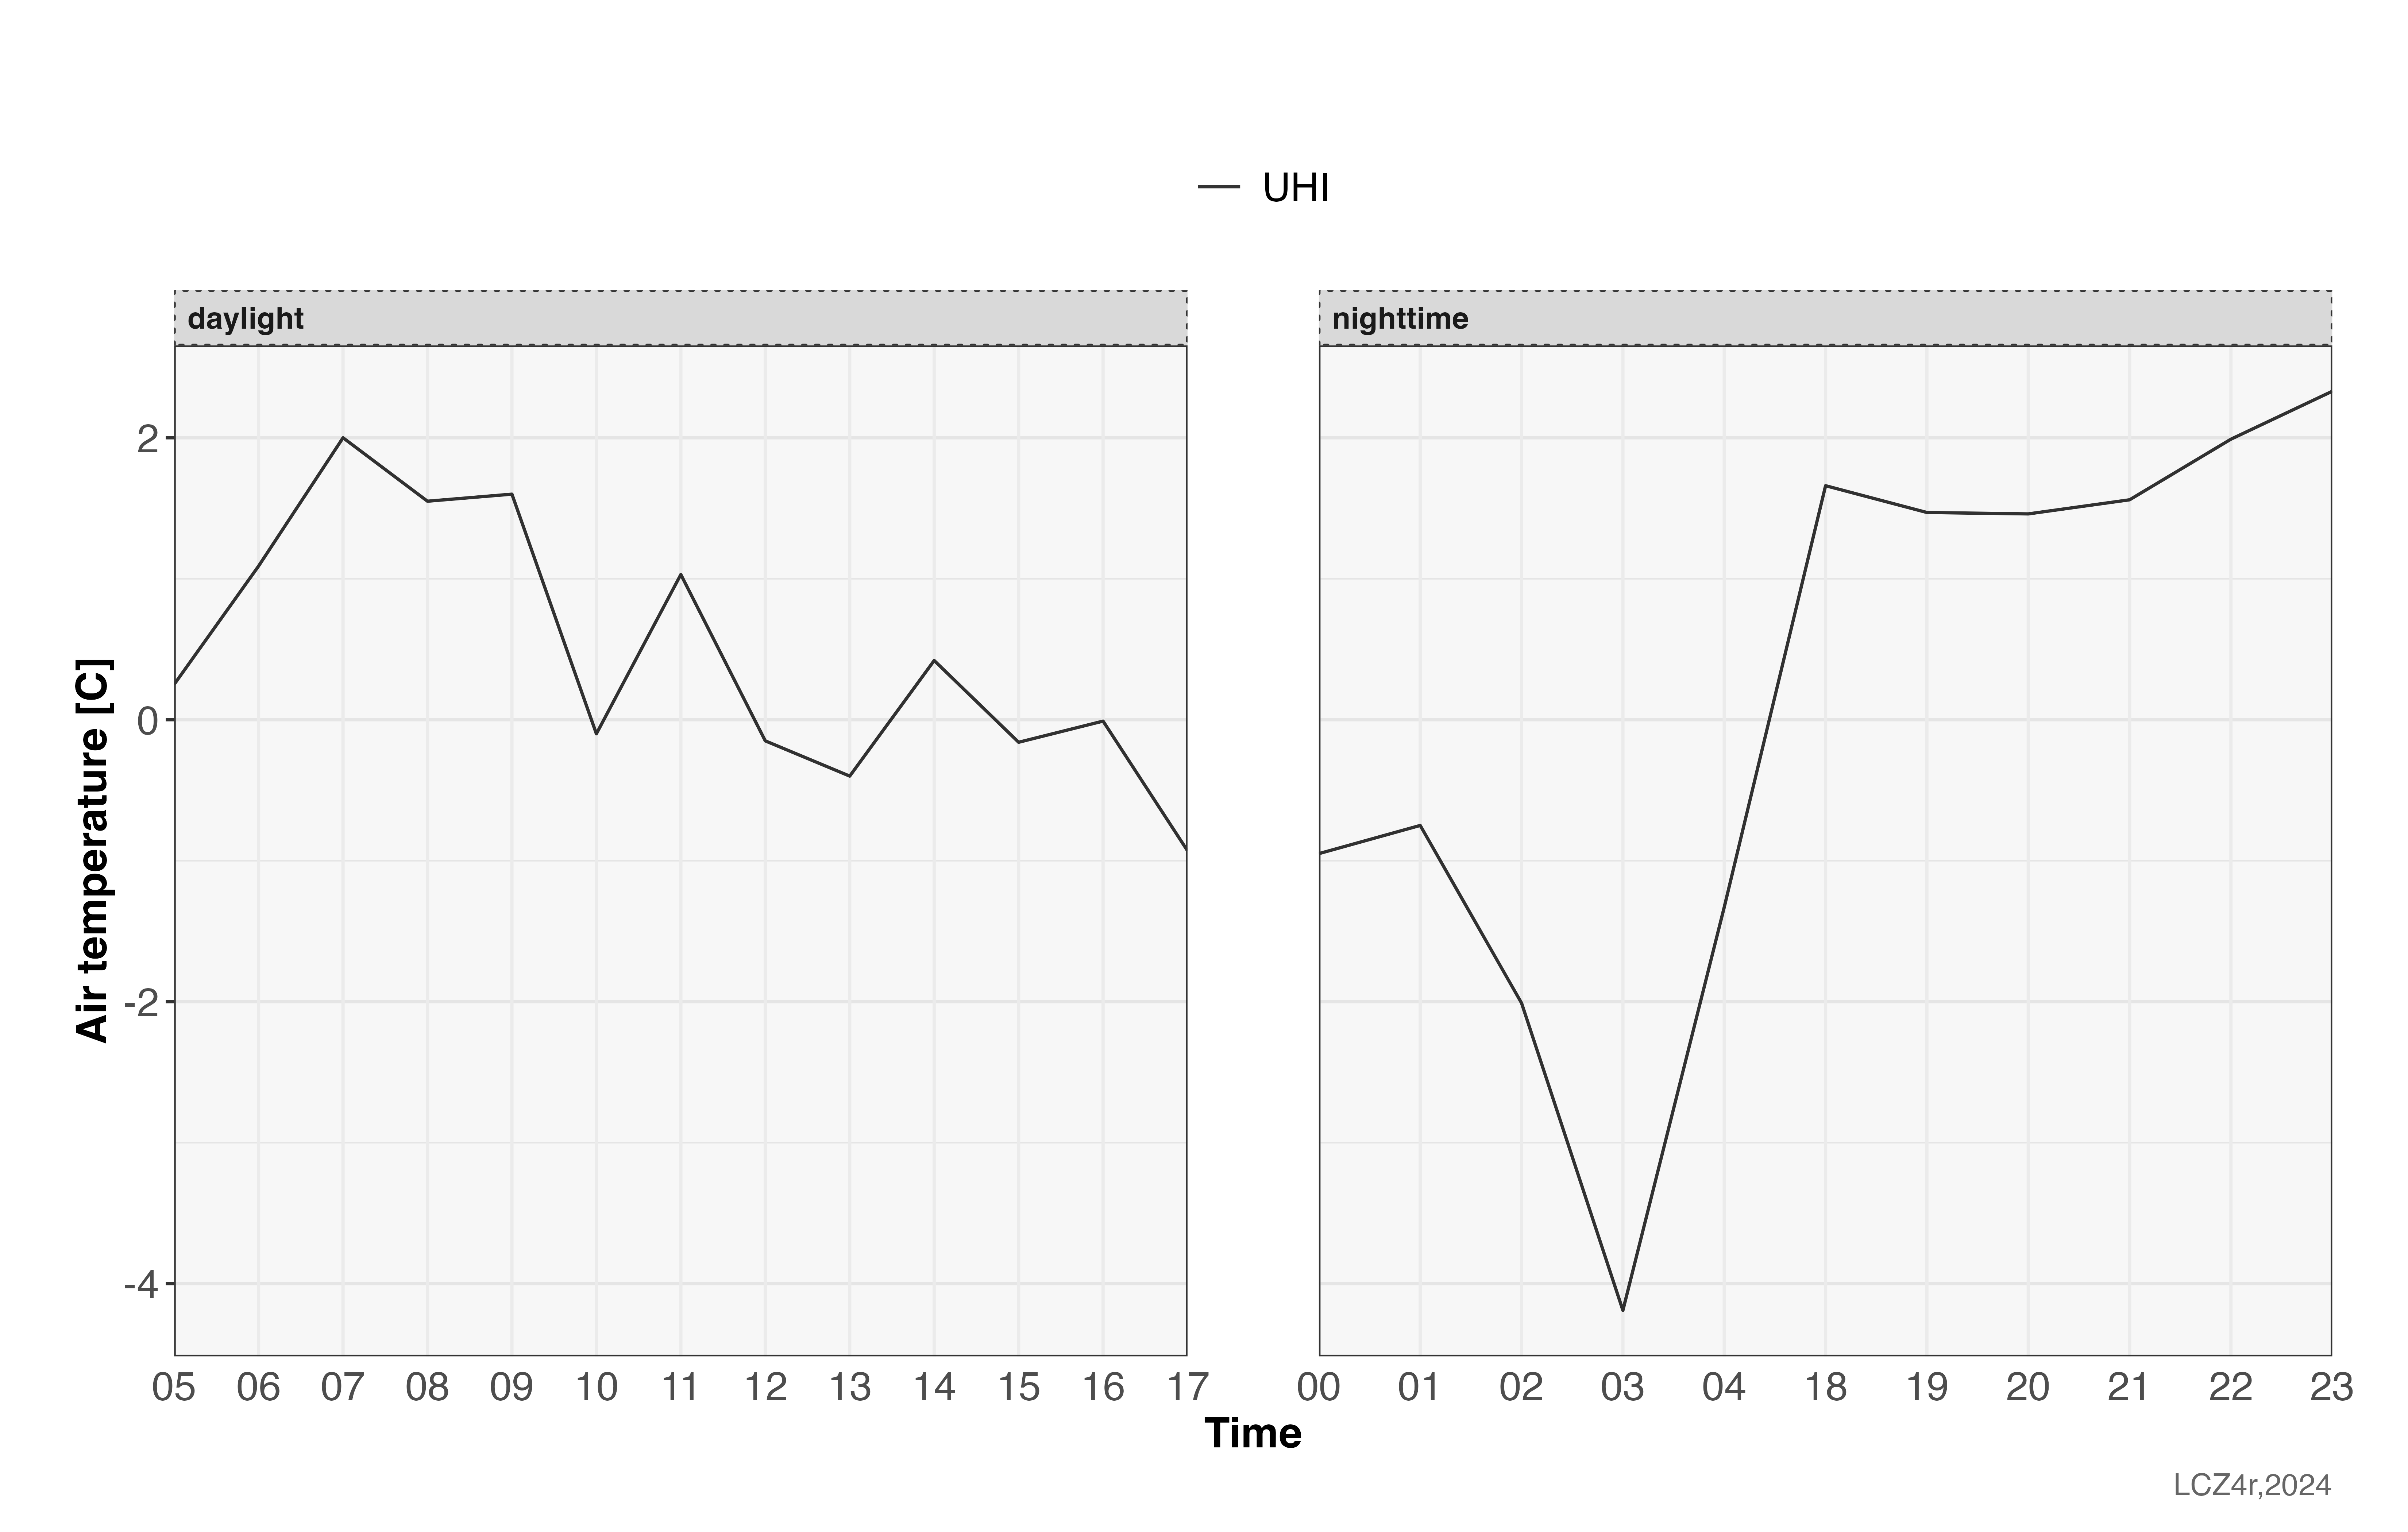 UHI
daylight
nighttime
Air temperature [C]
2
0
-2
-4
05 06 07 08 09 10 11 12 13 14 15 16 17
00 01 02 03 04 18 19 20 21 22 23
Time
LCZ4r,2024